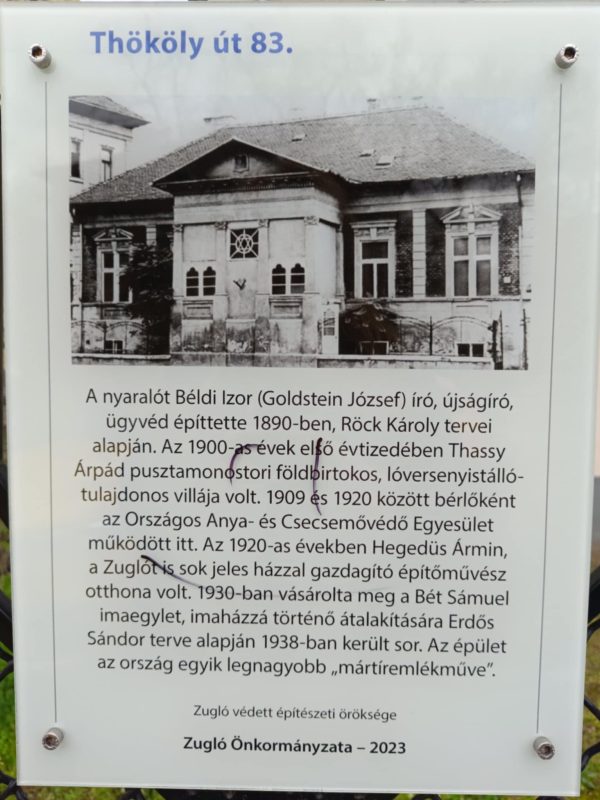 Thököly út 83.
A nyaralót Béldi Izor (Goldstein József) író, újságíró,
ügyvéd építtette 1890-ben, Röck Károly tervei
alapján. Az 1900-as évek első évtizedében Thassy
Árpád pusztamonostori földbirtokos, lóversenyistálló-
tulajdonos villája volt. 1909 és 1920 között bérlőként
az Országos Anya- és Csecsemővédő Egyesület
működött itt. Az 1920-as években Hegedüs Ármin,
a Zuglót is sok jeles házzal gazdagító építőművész
otthona volt. 1930-ban vásárolta meg a Bét Sámuel
imaegylet, imaházzá történő átalakítására Erdős
Sándor terve alapján 1938-ban került sor. Az épület
az ország egyik legnagyobb „mártíremlékműve”.
Zugló védett építészeti öröksége
Zugló Önkormányzata – 2023